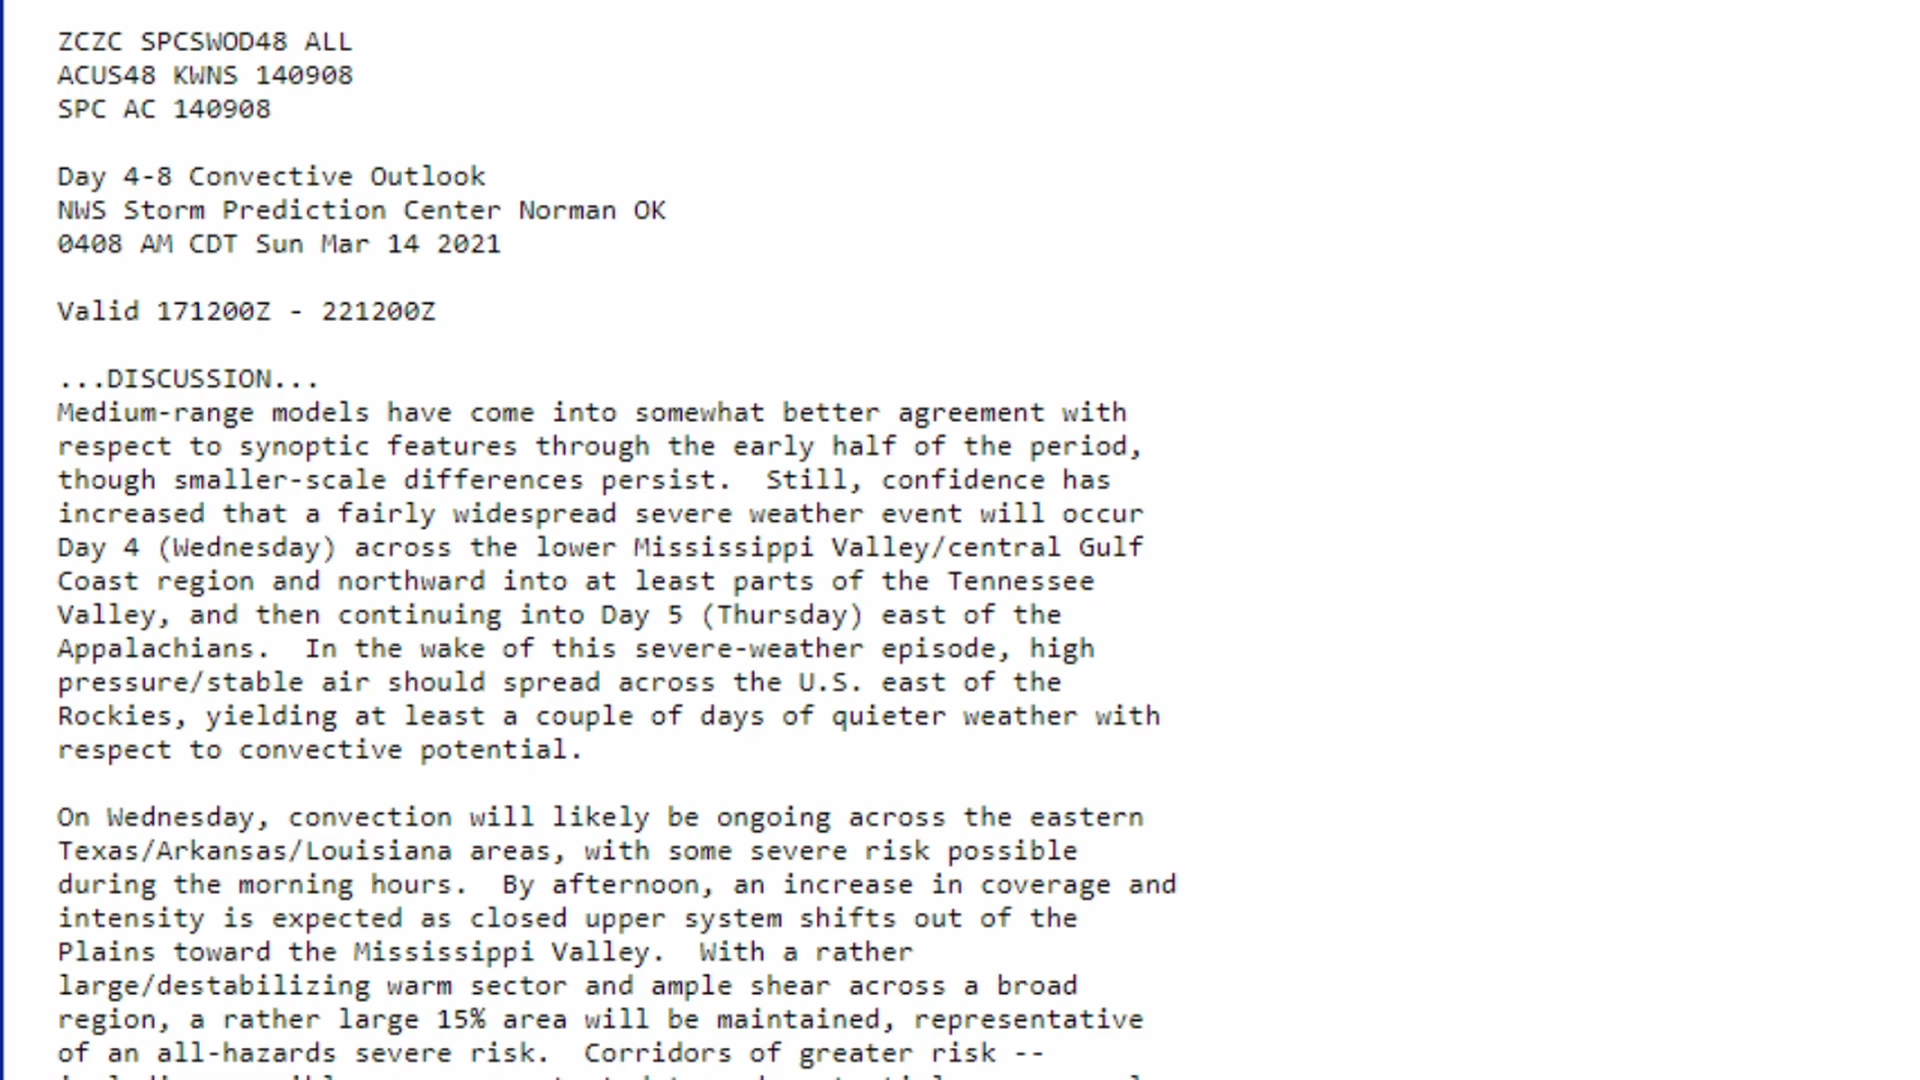 ZCZC SPCSWOD48 ALL
ACUS48 KWNS 140908
SPC AC 140908
Day 4-8 Convective Outlook
NWS Storm Prediction Center Norman OK
0408 AM CDT Sun Mar 14 2021
Valid 171200Z - 221200Z
...DISCUSSION...
Medium-range models have come into somewhat better agreement with
respect to synoptic features through the early half of the period,
though smaller-scale differences persist.  Still, confidence has
increased that a fairly widespread severe weather event will occur
Day 4 (Wednesday) across the lower Mississippi Valley/central Gulf
Coast region and northward into at least parts of the Tennessee
Valley, and then continuing into Day 5 (Thursday) east of the
Appalachians.  In the wake of this severe-weather episode, high
pressure/stable air should spread across the U.S. east of the
Rockies, yielding at least a couple of days of quieter weather with
respect to convective potential.
On Wednesday, convection will likely be ongoing across the eastern
Texas/Arkansas/Louisiana areas, with some severe risk possible
during the morning hours.  By afternoon, an increase in coverage and
intensity is expected as closed upper system shifts out of the
Plains toward the Mississippi Valley.  With a rather
large/destabilizing warm sector and ample shear across a broad
region, a rather large 15% area will be maintained, representative
of an all-hazards severe risk.  Corridors of greater risk --